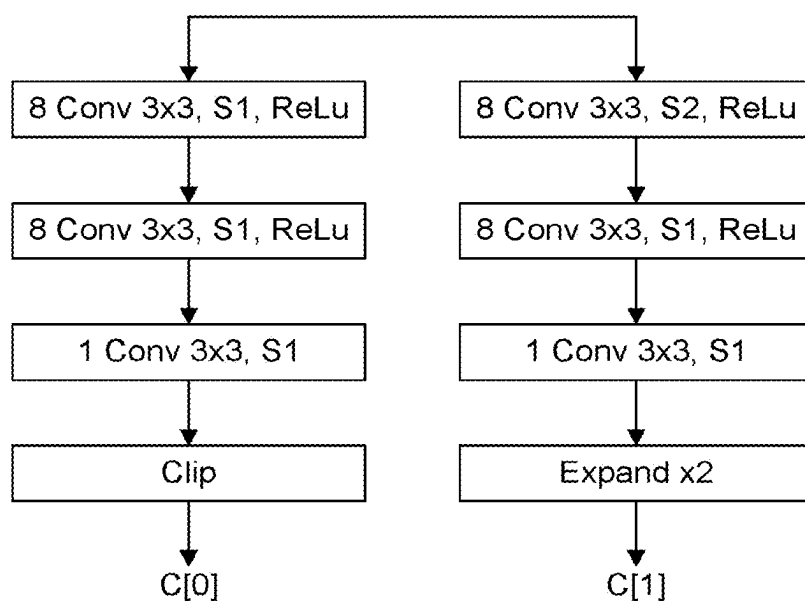 8 Conv 3x3, S1, ReLu
8 Conv 3x3, S2, ReLu
8 Conv 3x3, S1, ReLu
8 Conv 3x3, S1, ReLu
1 Conv 3x3, S1
1 Conv 3x3, S1
Clip
Expand x2
C[0]
C[1]